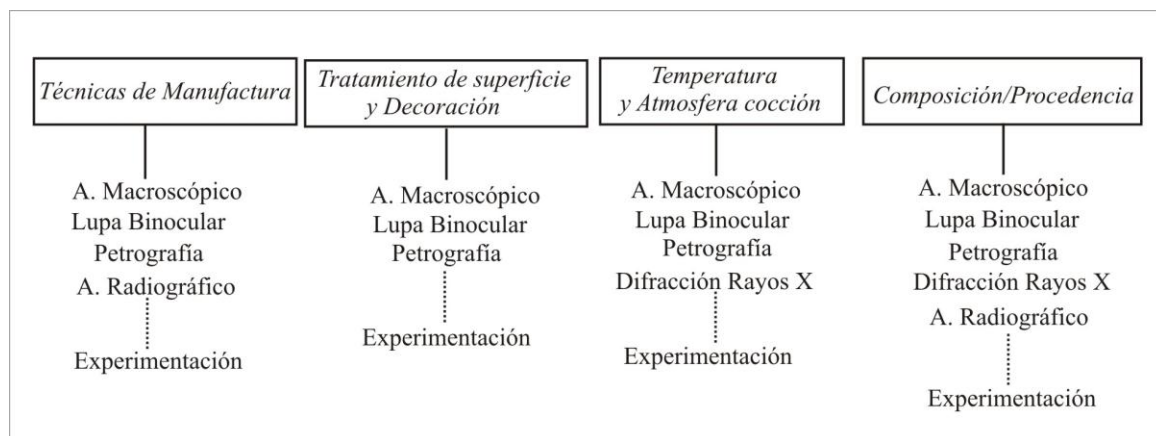 Técnicas de Manufactura
A. Macroscópico
Lupa Binocular
Petrografía
A. Radiográfico
Experimentación
Tratamiento de superficie
y Decoración
A. Macroscópico
Lupa Binocular
Petrografía
Experimentación
Temperatura
y Atmosfera cocción
A. Macroscópico
Lupa Binocular
Petrografía
Difracción Rayos X
Experimentación
Composición/Procedencia
A. Macroscópico
Lupa Binocular
Petrografía
Difracción Rayos X
A. Radiográfico
Experimentación